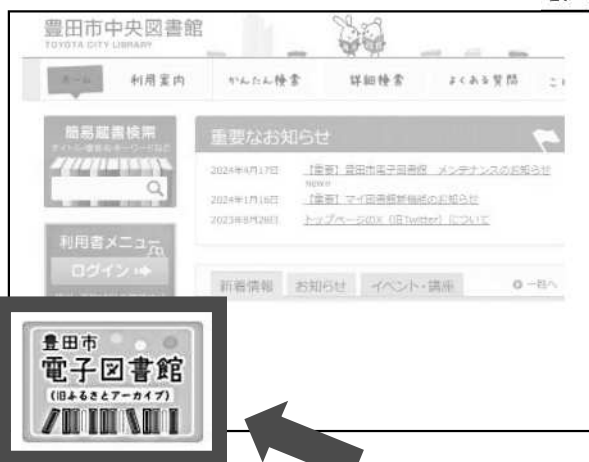 豊田市中央図書館
TOYOTA CITY LIBRARY
ホーム 利用案内 かんたん検索 詳細検索 よくある質問
簡易蔵書検索
重要なお知らせ
2024年4月17日 【重要】豊田市電子図書館 メンテナンスのお知らせ
NEW!!
2024年1月16日 【重要】マイ図書館新機能のお知らせ
2023年8月28日 トップページのX（旧Twitter）について
利用者メニュー
ログイン
新着情報 お知らせ イベント・講座 一覧へ
豊田市
電子図書館
(旧ふるさとアーカイブ)